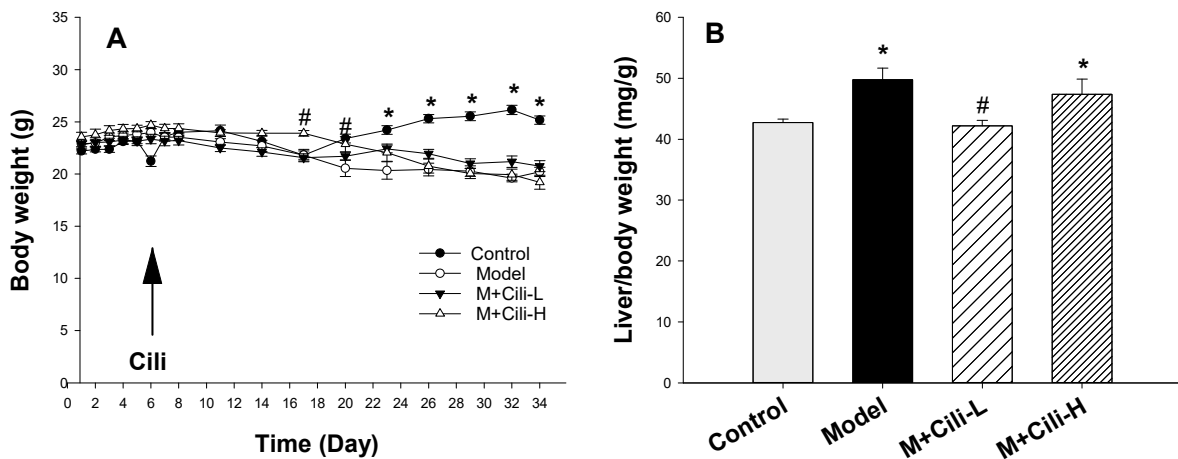 A
Body weight (g)
35
30
25
20
15
10
5
0
# # * * * * *
Cili
Control
Model
M+Cili-L
M+Cili-H
0 2 4 6 8 10 12 14 16 18 20 22 24 26 28 30 32 34
Time (Day)
B
Liver/body weight (mg/g)
60
50
40
30
20
10
0
* # *
Control Model M+Cili-L M+Cili-H